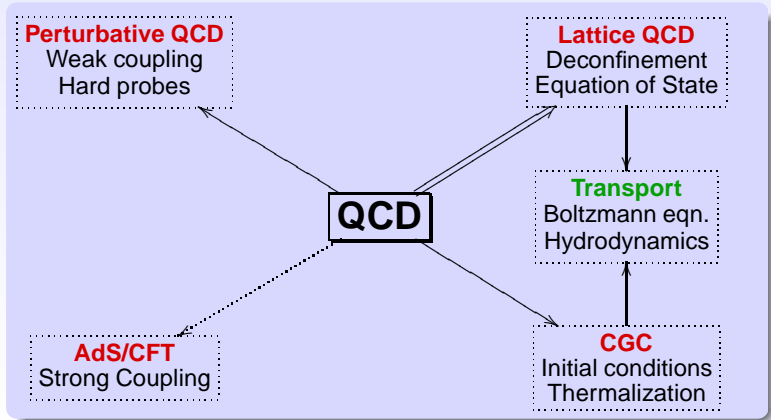 Perturbative QCD
Weak coupling
Hard probes
Lattice QCD
Deconfinement
Equation of State
Transport
Boltzmann eqn.
Hydrodynamics
QCD
AdS/CFT
Strong Coupling
CGC
Initial conditions
Thermalization